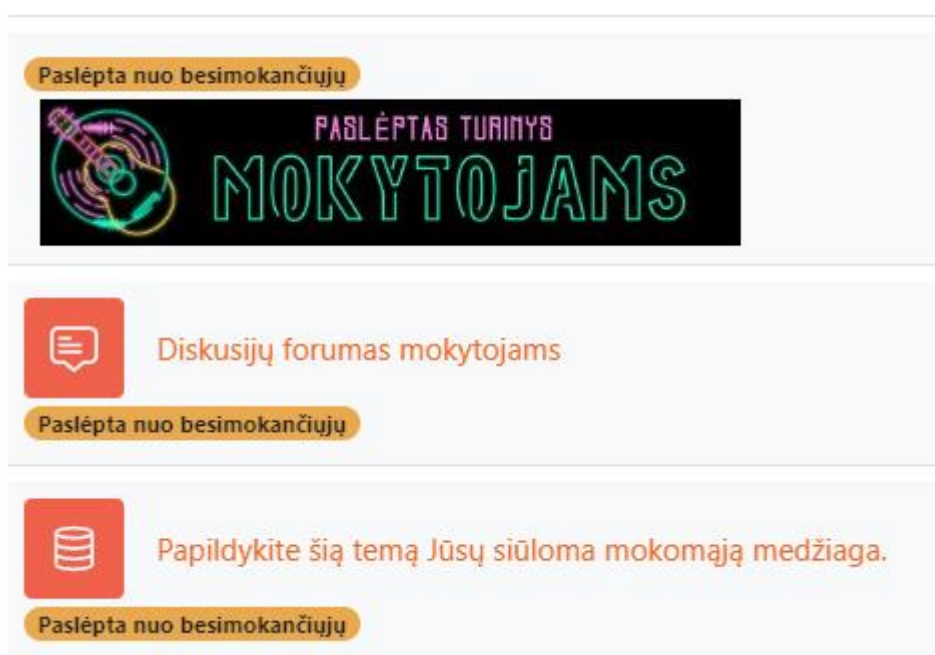 Paslėpta nuo besimokančiųjų
PASLĖPTAS TURINYS
MOKYTOJAMS
Diskusijų forumas mokytojams
Paslėpta nuo besimokančiųjų
Papildykite šią temą Jūsų siūloma mokomąją medžiaga.
Paslėpta nuo besimokančiųjų